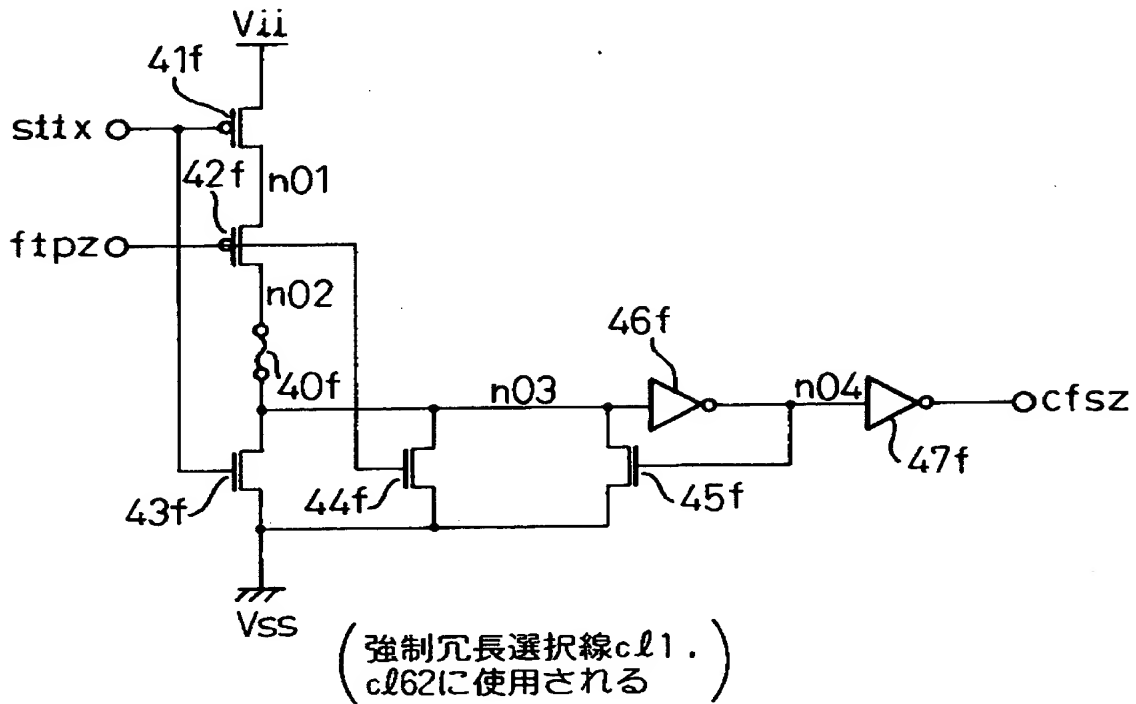 Vii
41f
sttx
42f
n01
ftpz
n02
46f
40f
n03
n04
cfsz
47f
43f
44f
45f
Vss
(強制冗長選択線cℓ1.
cℓ62に使用される)